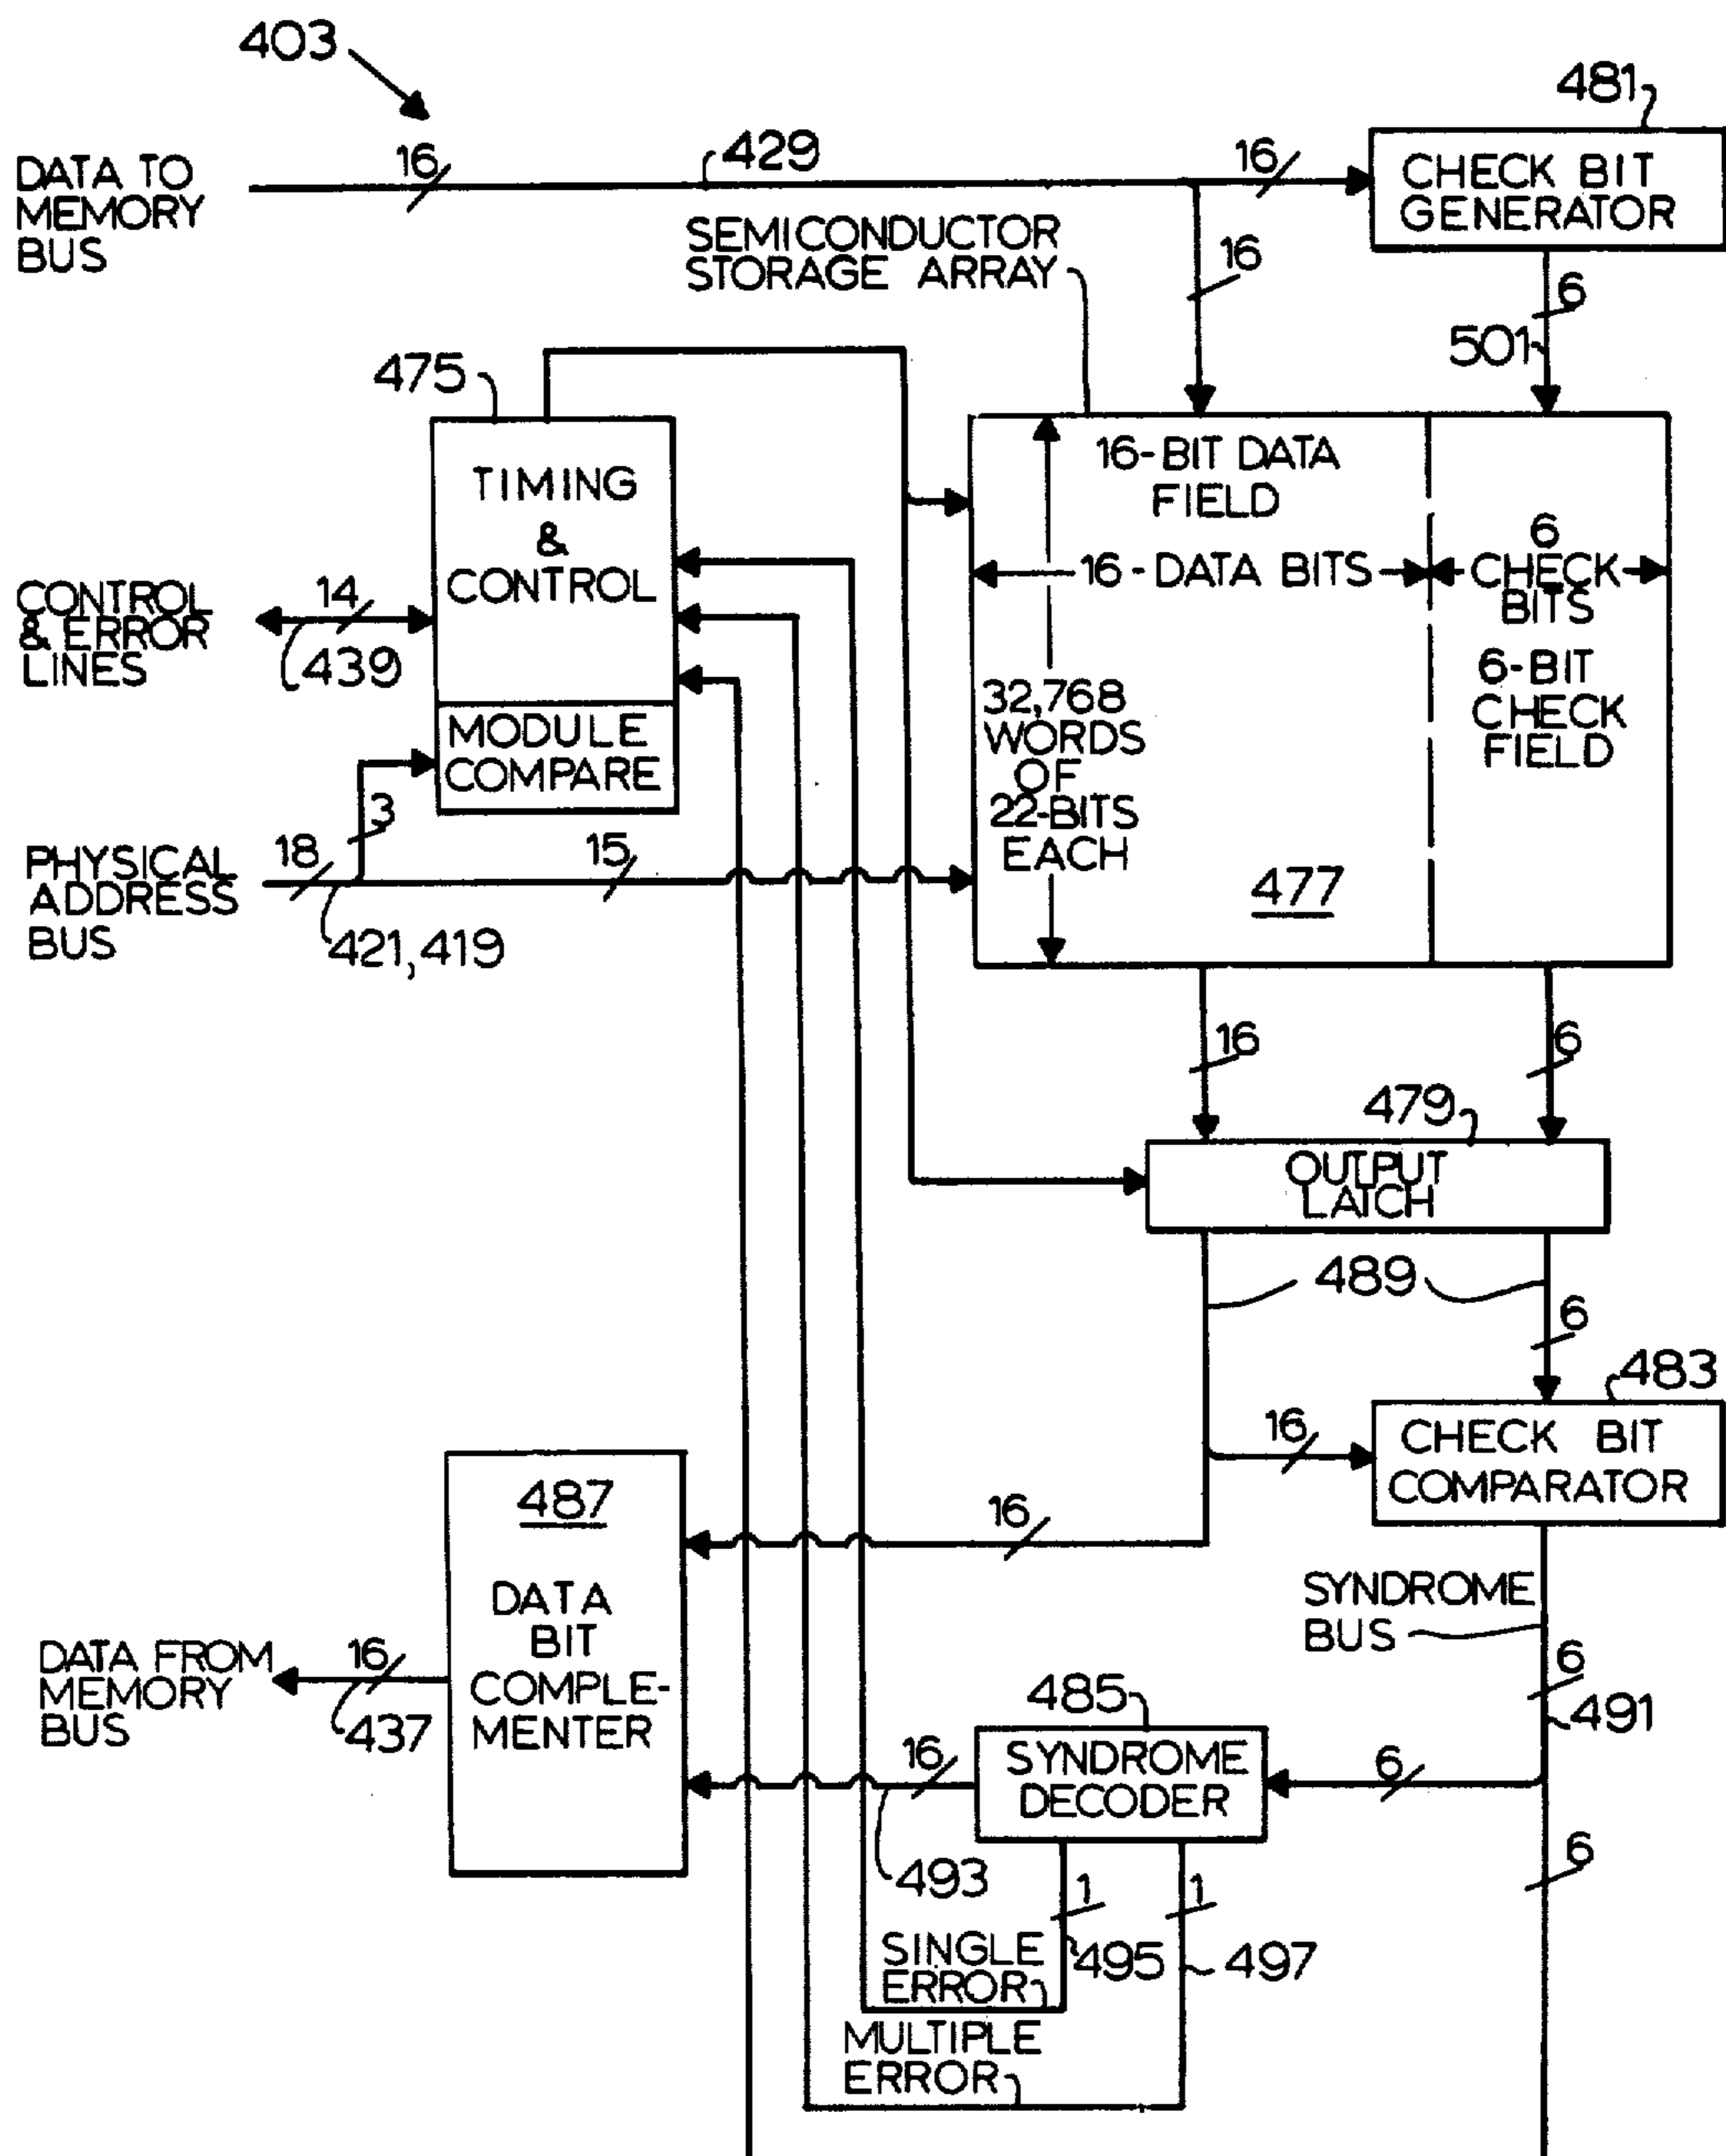 403
481
DATA TO
MEMORY
BUS
16
429
16
CHECK BIT
GENERATOR
SEMICONDUCTOR
STORAGE ARRAY
16
6
501
475
TIMING
&
CONTROL
16-BIT DATA
FIELD
16-DATA BITS
6
CHECK
BITS
6-BIT
CHECK
FIELD
CONTROL
& ERROR
LINES
14
439
MODULE
COMPARE
32,768
WORDS
OF
22-BITS
EACH
3
PHYSICAL
ADDRESS
BUS
18
15
421,419
477
16
6
479
OUTPUT
LATCH
489
6
483
16
CHECK BIT
COMPARATOR
487
16
DATA
BIT
COMPLE-
MENTER
SYNDROME
BUS
DATA FROM
MEMORY
BUS
16
437
6
491
485
16
SYNDROME
DECODER
6
493
6
1
1
SINGLE
ERROR
495
497
MULTIPLE
ERROR